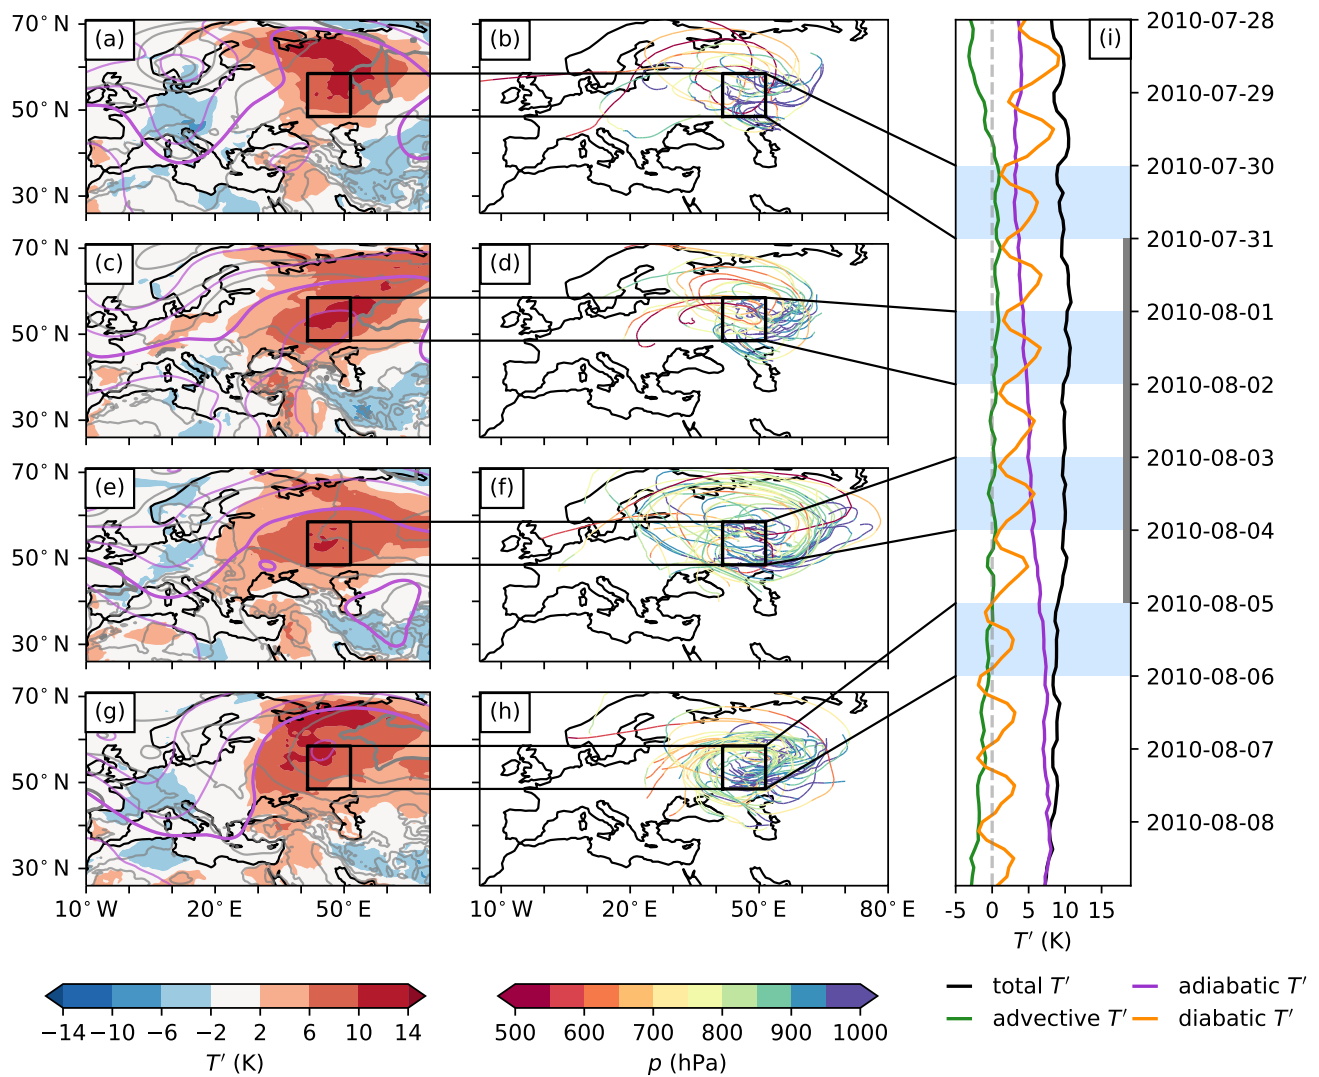 70° N
50° N
30° N
(a)
(b)
(i)
2010-07-28
2010-07-29
2010-07-30
2010-07-31
2010-08-01
2010-08-02
2010-08-03
2010-08-04
2010-08-05
2010-08-06
2010-08-07
2010-08-08
70° N
50° N
30° N
(c)
(d)
70° N
50° N
30° N
(e)
(f)
70° N
50° N
30° N
(g)
(h)
10° W 20° E 50° E
10° W 20° E 50° E 80° E
-5 0 5 10 15
T′ (K)
−14 −10 −6 −2 2 6 10 14
T′ (K)
500 600 700 800 900 1000
p (hPa)
total T′
advective T′
adiabatic T′
diabatic T′